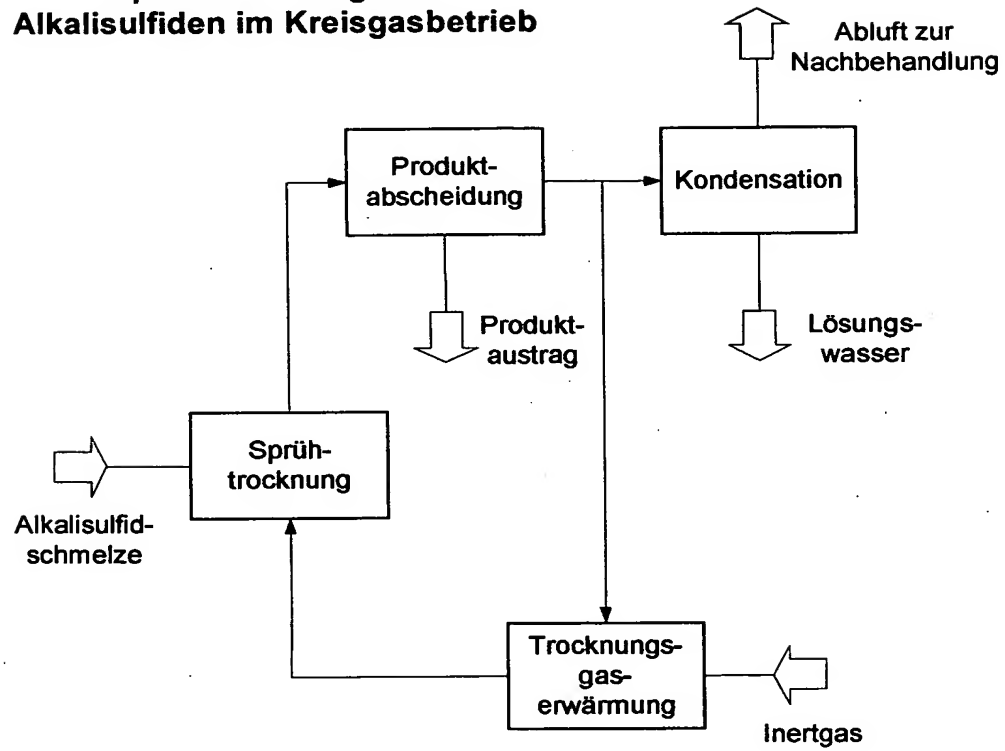 Alkalisulfiden im Kreisgasbetrieb
Abluft zur
Nachbehandlung
Produkt-
abscheidung
Kondensation
Produkt-
austrag
Lösungs-
wasser
Sprüh-
trocknung
Alkalisulfid-
schmelze
Trocknungs-
gas-
erwärmung
Inertgas